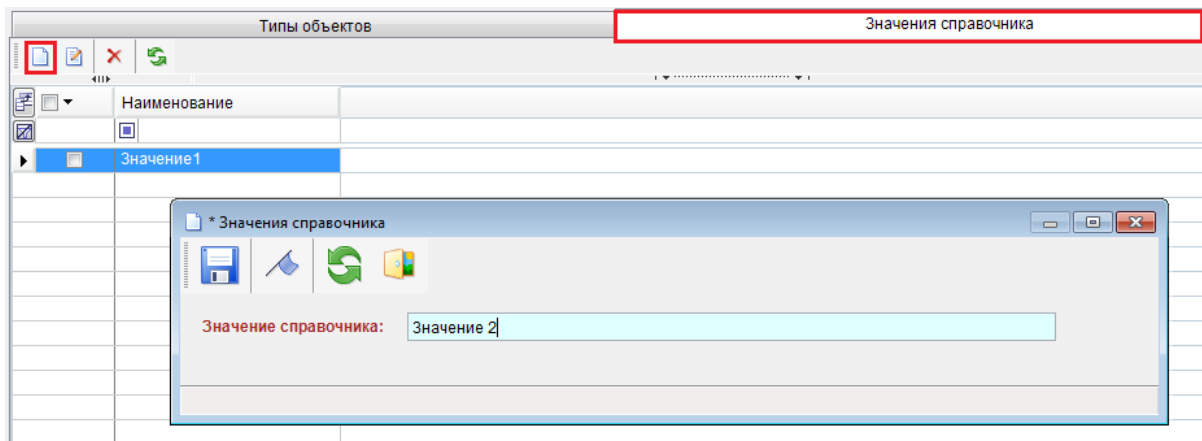 Типы объектов
Значения справочника
Наименование
Значение1
* Значения справочника
Значение справочника:
Значение 2